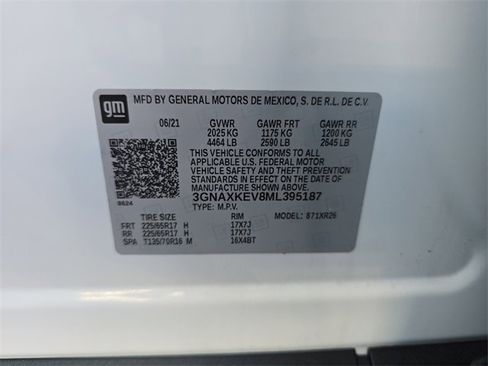 gm
MFD BY GENERAL MOTORS DE MEXICO, S. DE R.L. DE C.V.
06/21 GVWR GAWR FRT GAWR RR
2025 KG 1175 KG 1200 KG
4464 LB 2590 LB 2645 LB
THIS VEHICLE CONFORMS TO ALL
APPLICABLE U.S. FEDERAL MOTOR
VEHICLE SAFETY AND THEFT PREVENTION
STANDARDS IN EFFECT ON THE DATE OF
MANUFACTURE SHOWN ABOVE.
3GNAXKEV8ML395187
8624 TYPE: M.P.V.
TIRE SIZE RIM MODEL: 871XR26
FRT 225/65R17 H 17X7J
RR 225/65R17 H 17X7J
SPA T135/70R16 M 16X4BT